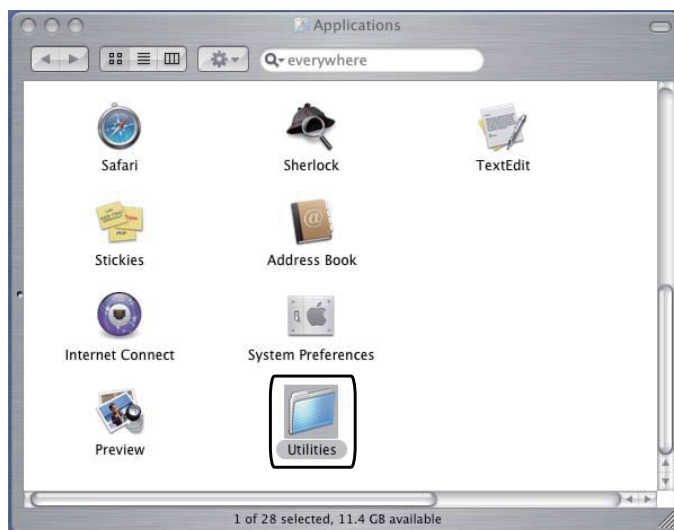 Applications
everywhere
Safari
Sherlock
TextEdit
Stickies
Address Book
Internet Connect
System Preferences
Preview
Utilities
1 of 28 selected, 11.4 GB available